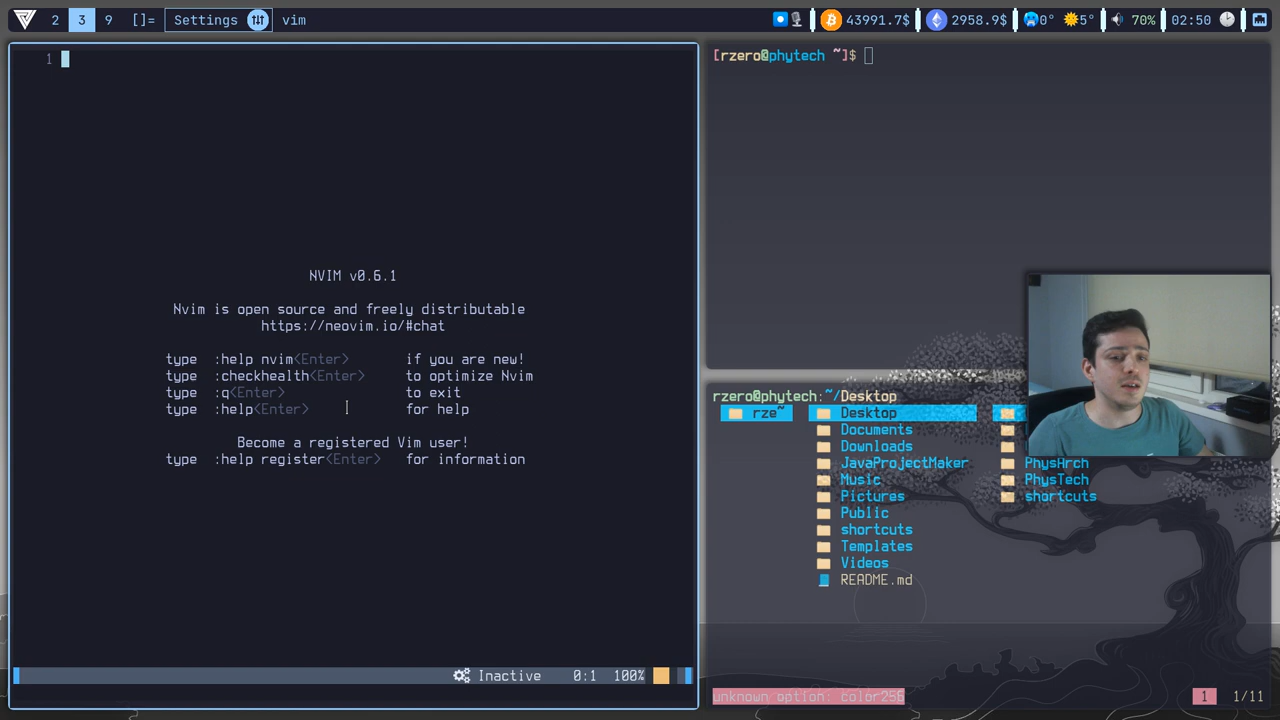 2 3 9 []= Settings vim 43991.7$ 2958.9$ 0° 5° 70% 02:50
1
NVIM v0.6.1
Nvim is open source and freely distributable
https://neovim.io/#chat
type :help nvim<Enter> if you are new!
type :checkhealth<Enter> to optimize Nvim
type :q<Enter> to exit
type :help<Enter> for help
Become a registered Vim user!
type :help register<Enter> for information
Inactive 0:1 100%
[rzero@phytech ~]$
rzero@phytech:~/Desktop
rze~ Desktop
Documents
Downloads
JavaProjectMaker PhysArch
Music PhysTech
Pictures shortcuts
Public
shortcuts
Templates
Videos
README.md
unknown option: color256 1 1/11